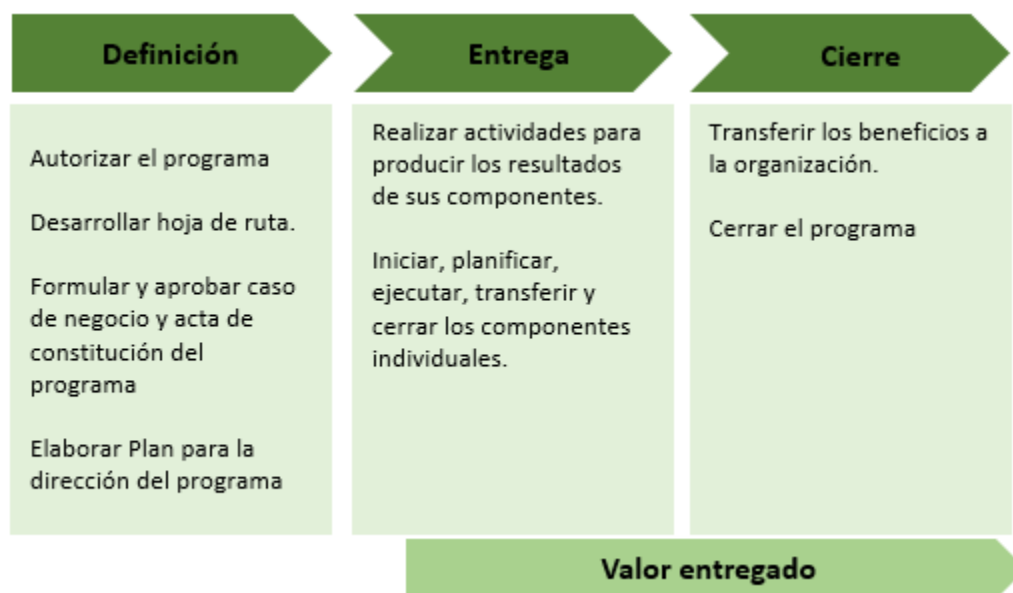 Definición
Autorizar el programa
Desarrollar hoja de ruta.
Formular y aprobar caso
de negocio y acta de
constitución del
programa
Elaborar Plan para la
dirección del programa
Entrega
Realizar actividades para
producir los resultados
de sus componentes.
Iniciar, planificar,
ejecutar, transferir y
cerrar los componentes
individuales.
Cierre
Transferir los beneficios a
la organización.
Cerrar el programa
Valor entregado